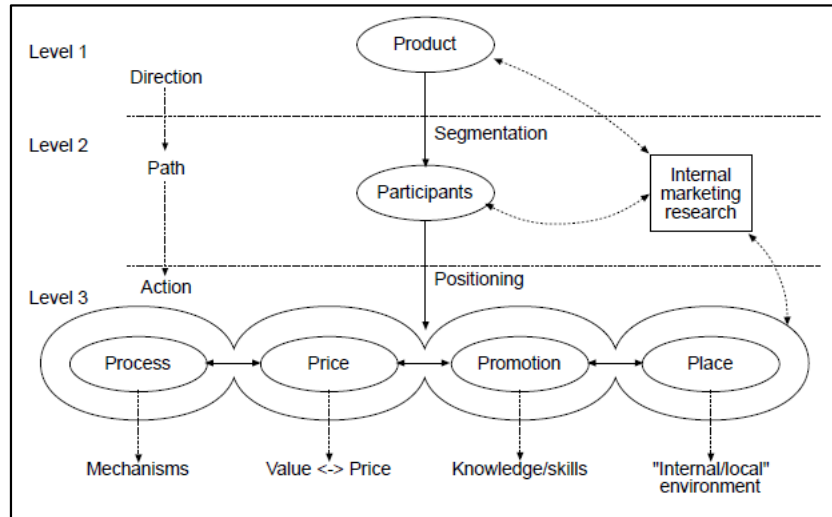 Level 1
Product
Direction
Segmentation
Level 2
Path
Participants
Internal
marketing
research
Action
Positioning
Level 3
Process
Price
Promotion
Place
Mechanisms
Value <-> Price
Knowledge/skills
"Internal/local"
environment